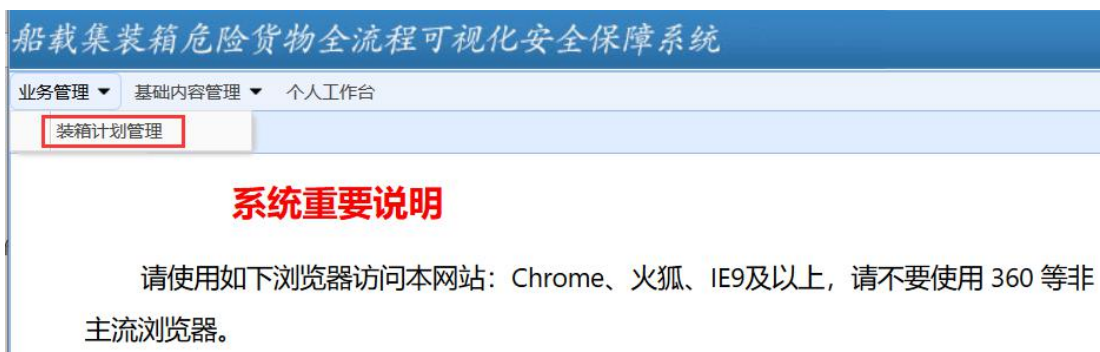 船载集装箱危险货物全流程可视化安全保障系统
业务管理 基础内容管理 个人工作台
装箱计划管理
系统重要说明
请使用如下浏览器访问本网站：Chrome、火狐、IE9及以上，请不要使用 360 等非
主流浏览器。